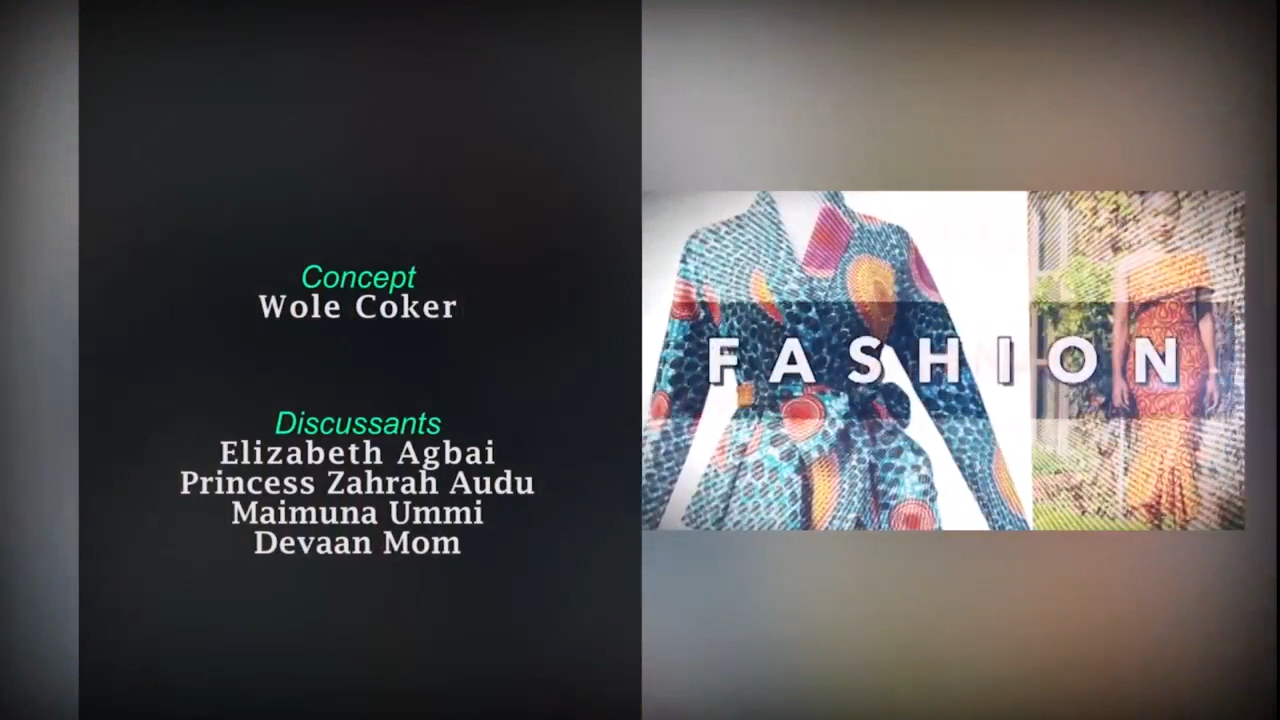 Concept
Wole Coker
Discussants
Elizabeth Agbai
Princess Zahrah Audu
Maimuna Ummi
Devaan Mom
FASHION